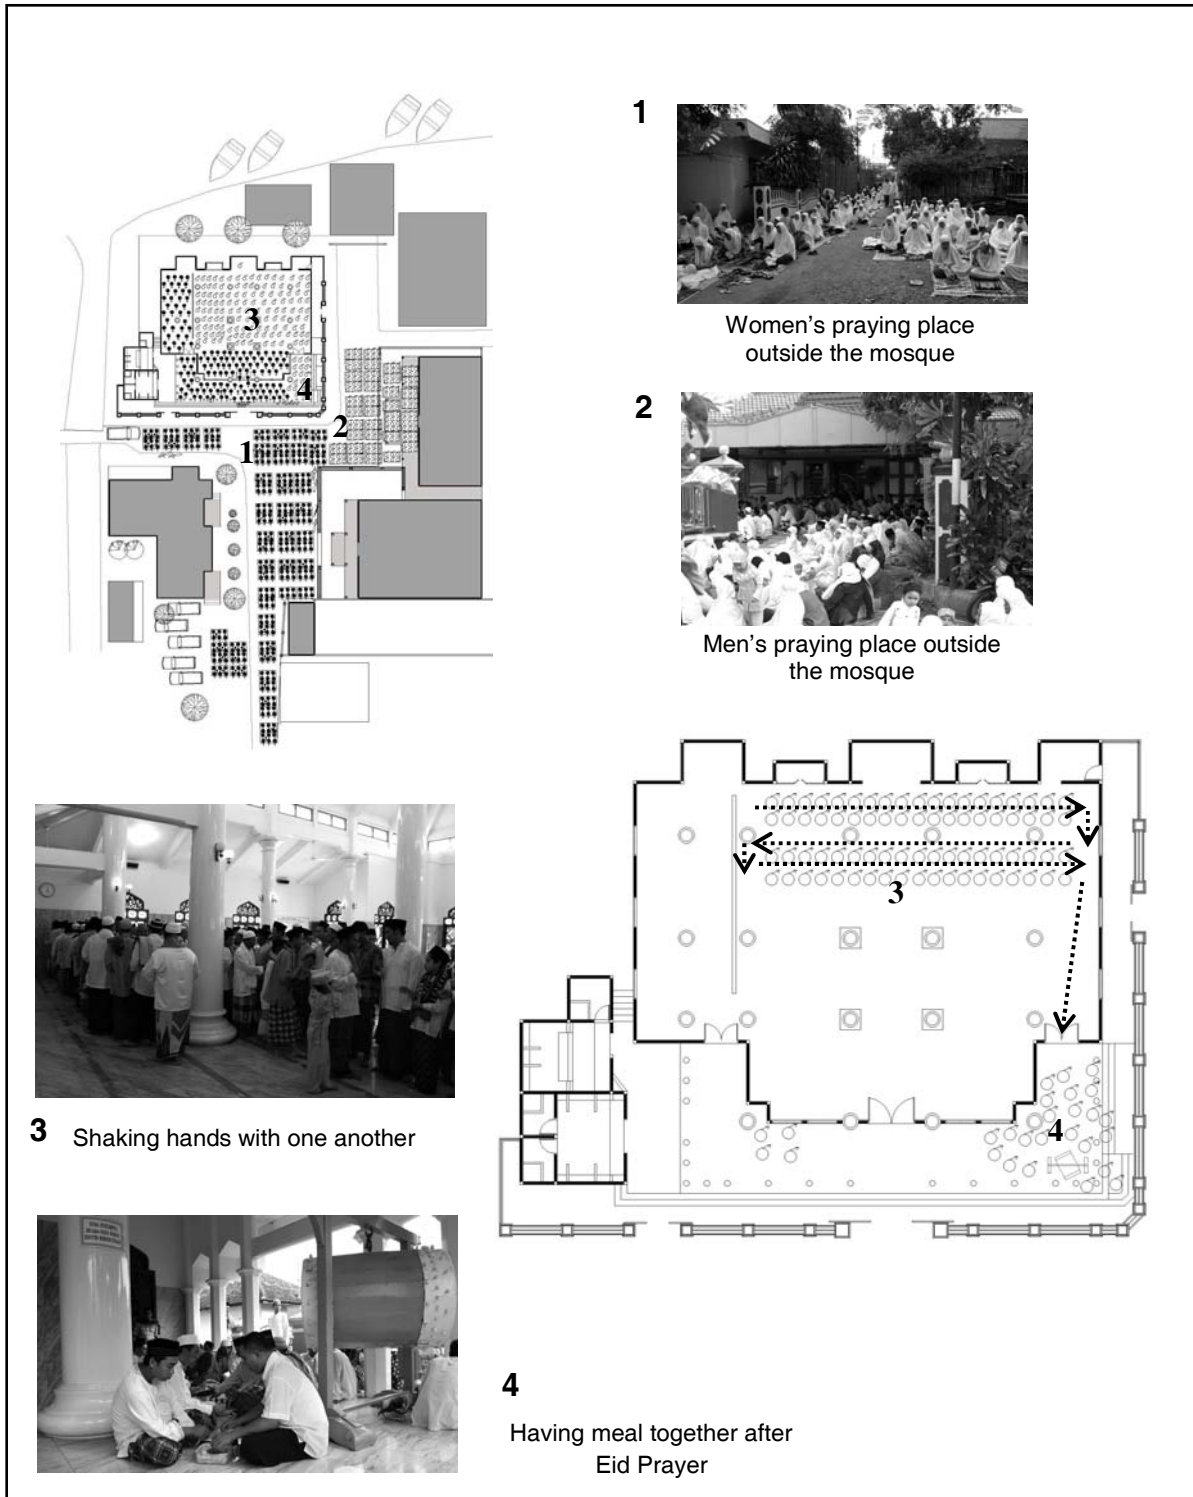 1
Women's praying place
outside the mosque
2
Men's praying place outside
the mosque
3
4
2
1
3
4
3 Shaking hands with one another
4
Having meal together after
Eid Prayer